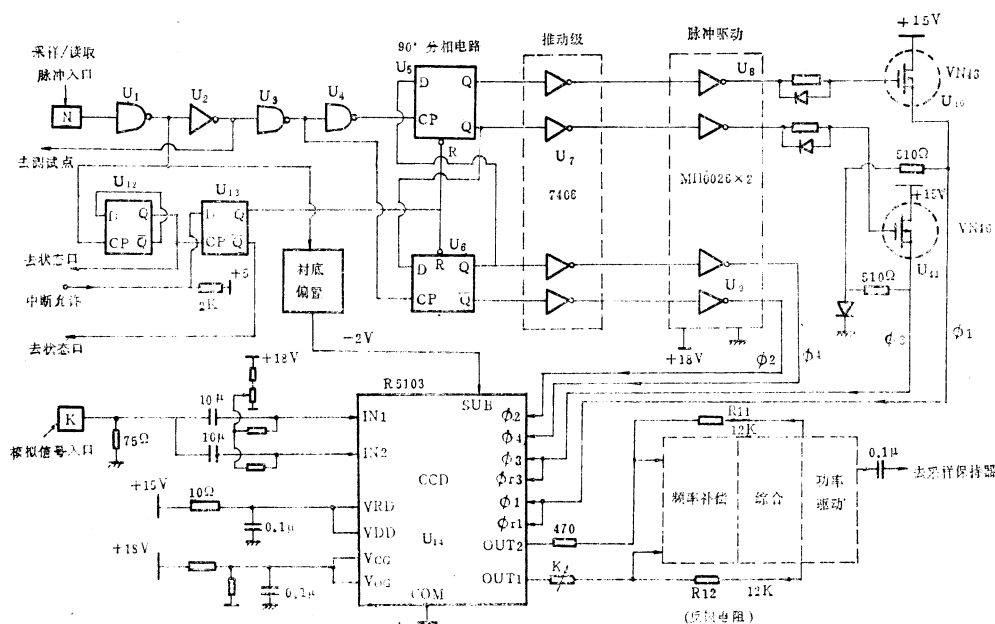 采样/读取
脉冲入口
N
U1
U2
U3
U4
90° 分相电路
U5
D
Q
CP
Q
R
推动级
U7
7406
脉冲驱动
U8
MH0026×2
+15V
VN46
U10
510Ω
+15V
VN46
U11
510Ω
去测试点
U12
D
Q
CP
Q̅
U13
D
Q
CP
Q̅
去状态口
中断允许
+5
2K
去状态口
衬底
偏置
-2V
U6
R
D
Q
CP
Q̅
U9
+18V
ϕ2
ϕ4
ϕ3
ϕ1
K
模拟信号入口
75Ω
10μ
10μ
+18V
R5103
SUB
IN1
IN2
CCD
U14
VRD
VDD
VCG
VOG
COM
ϕ2
ϕ4
ϕ3
ϕr3
ϕ1
ϕr1
OUT2
OUT1
+15V
10Ω
0.1μ
+18V
0.1μ
470
R11
12K
频率补偿
综合
功率
驱动
0.1μ
去采样保持器
R12
12K
(反馈电阻)